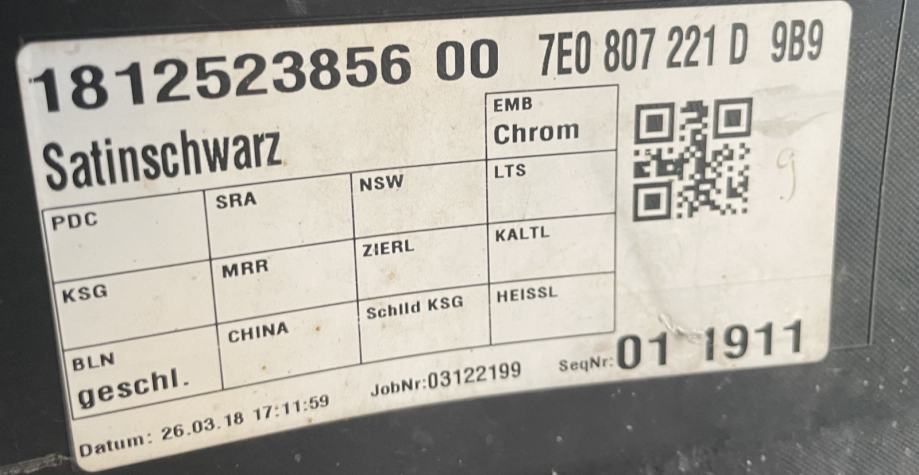 1812523856 00 7E0 807 221 D 9B9
Satinschwarz
EMB
Chrom
PDC SRA NSW LTS
KSG MRR ZIERL KALTL
BLN CHINA Schild KSG HEISSL
geschl.
Datum: 26.03.18 17:11:59 JobNr:03122199 SeqNr:01 1911
g